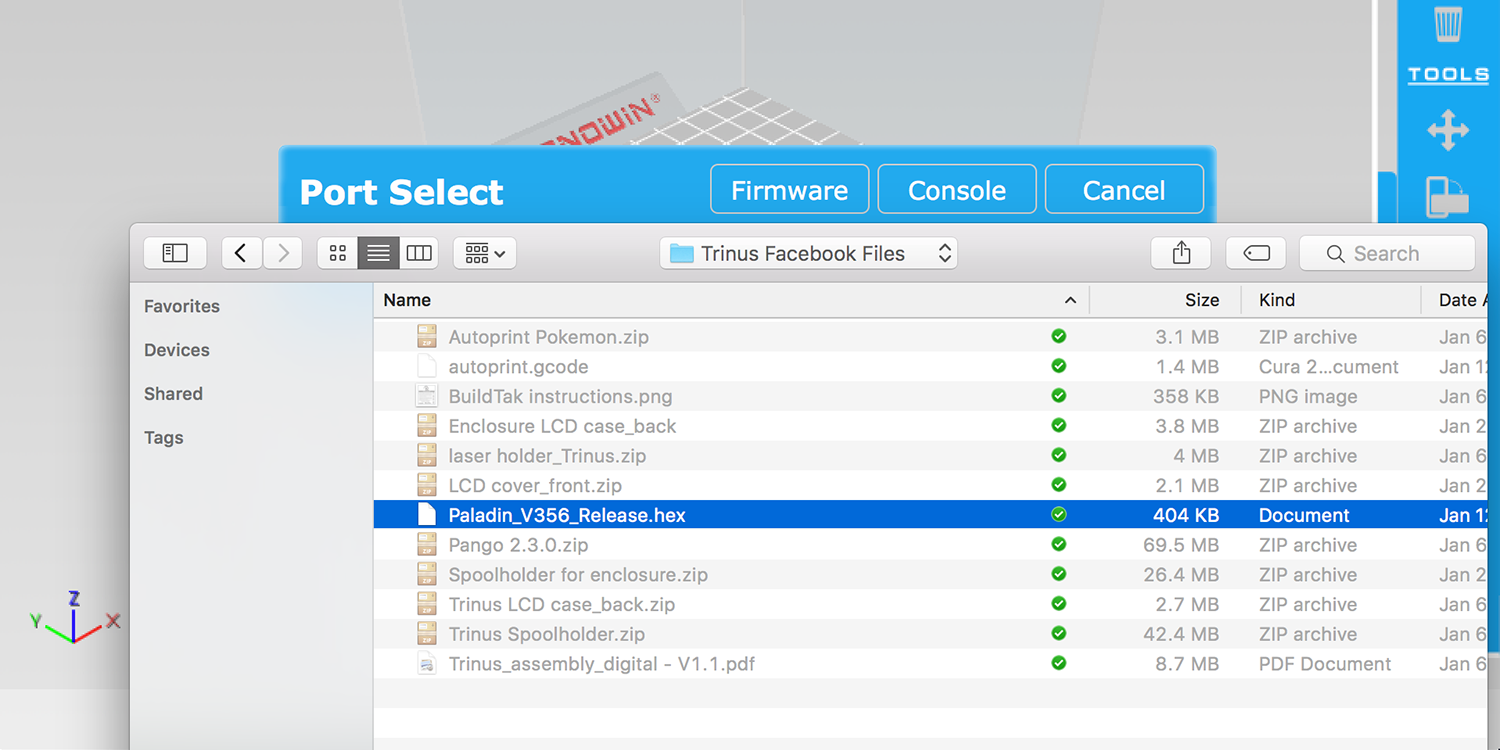 TOOLS
Port Select Firmware Console Cancel
Trinus Facebook Files Search
Favorites
Devices
Shared
Tags
Name Size Kind Date
Autoprint Pokemon.zip 3.1 MB ZIP archive Jan 6
autoprint.gcode 1.4 MB Cura 2...cument Jan 12
BuildTak instructions.png 358 KB PNG image Jan 6
Enclosure LCD case_back 3.8 MB ZIP archive Jan 2
laser holder_Trinus.zip 4 MB ZIP archive Jan 6
LCD cover_front.zip 2.1 MB ZIP archive Jan 2
Paladin_V356_Release.hex 404 KB Document Jan 12
Pango 2.3.0.zip 69.5 MB ZIP archive Jan 6
Spoolholder for enclosure.zip 26.4 MB ZIP archive Jan 2
Trinus LCD case_back.zip 2.7 MB ZIP archive Jan 6
Trinus Spoolholder.zip 42.4 MB ZIP archive Jan 6
Trinus_assembly_digital - V1.1.pdf 8.7 MB PDF Document Jan 6
Z
Y X